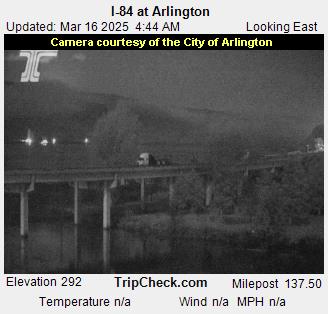 I-84 at Arlington
Updated: Mar 16 2025 4:44 AM Looking East
Camera courtesy of the City of Arlington
Elevation 292 TripCheck.com Milepost 137.50
Temperature n/a Wind n/a MPH n/a